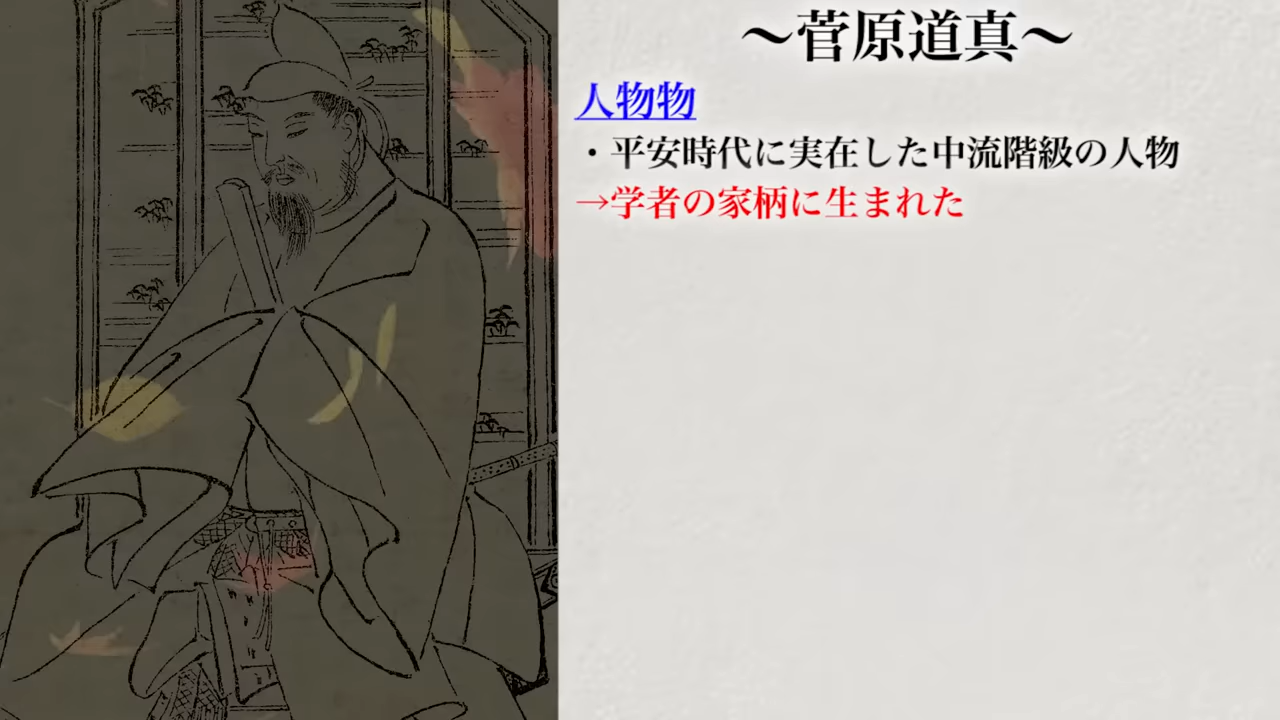 ～菅原道真～
人物物
・平安時代に実在した中流階級の人物
→学者の家柄に生まれた